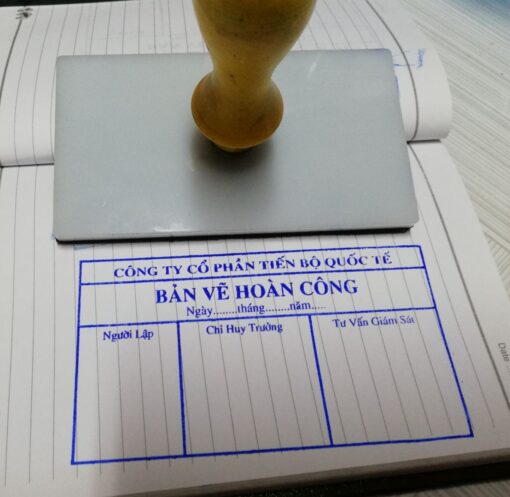 CÔNG TY CỔ PHẦN TIẾN BỘ QUỐC TẾ
BẢN VẼ HOÀN CÔNG
Ngày........tháng........năm.....
Người Lập
Chỉ Huy Trưởng
Tư Vấn Giám Sát
Date